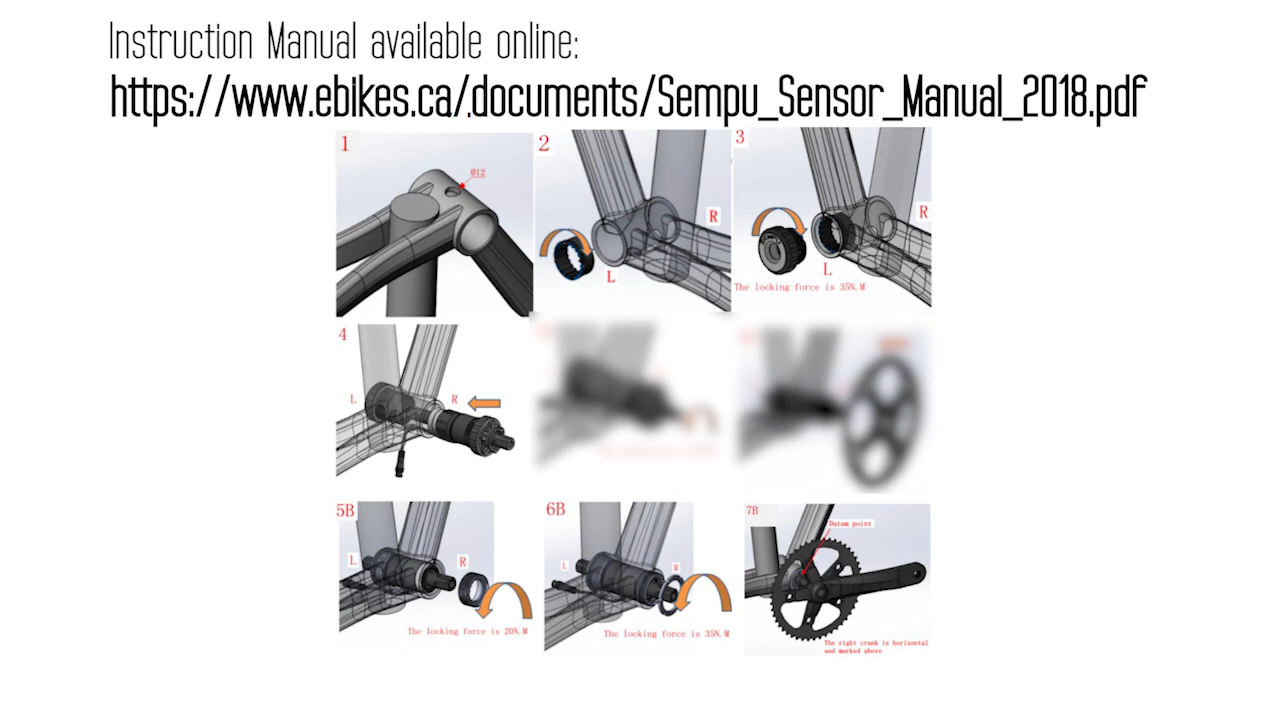 Instruction Manual available online:
https://www.ebikes.ca/documents/Sempu_Sensor_Manual_2018.pdf
1
Ø12
2
R
L
3
R
L
The locking force is 35N.M
4
L
R
5B
L
R
The locking force is 20N.M
6B
L
R
The locking force is 35N.M
7B
Datum point
The right crank is horizontal
and marked above